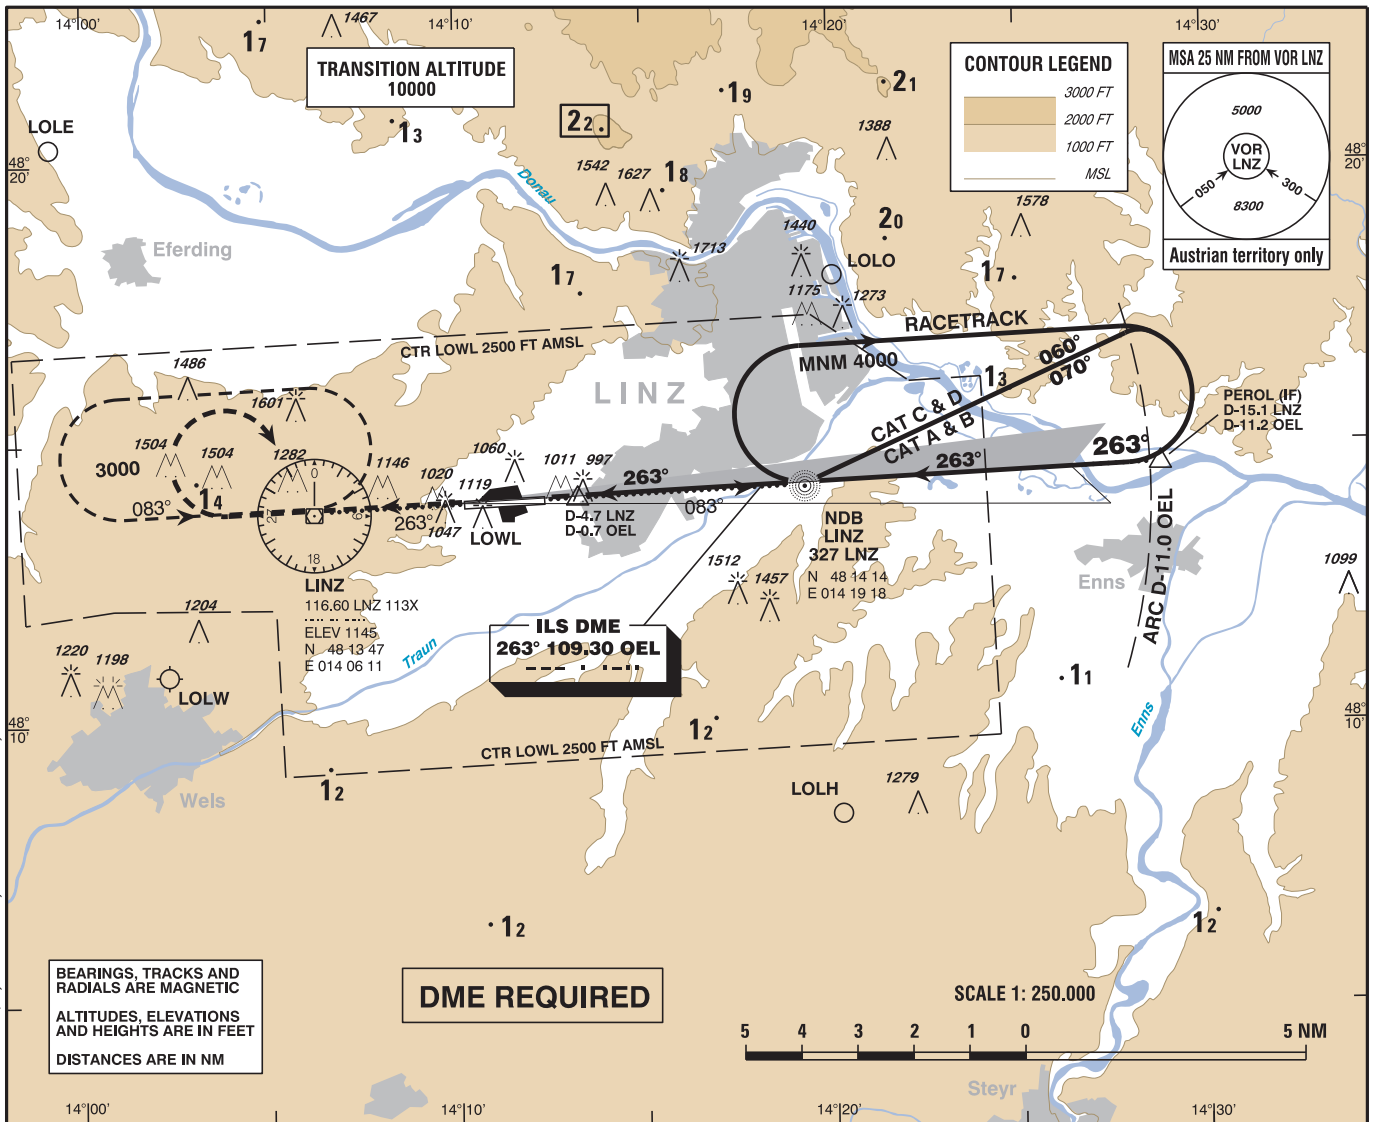 14°00'
14°10'
14°20'
14°30'
1467
17
TRANSITION ALTITUDE
10000
19
21
CONTOUR LEGEND
3000 FT
2000 FT
1000 FT
MSL
MSA 25 NM FROM VOR LNZ
5000
VOR
LNZ
050
300
8300
Austrian territory only
LOLE
13
22
1388
48°
20'
48°
20'
1542
1627
18
Donau
1578
20
Eferding
1440
1713
LOLO
17
17
1175
1273
RACETRACK
CTR LOWL 2500 FT AMSL
MNM 4000
060°
070°
13
1486
LINZ
1601
PEROL (IF)
D-15.1 LNZ
D-11.2 OEL
CAT C & D
CAT A & B
263°
1504
1504
3000
1282
1146
1060
1020
1011
997
263°
263°
0
14
083°
27
9
18
1119
263°
1047
LOWL
D-4.7 LNZ
D-0.7 OEL
083°
NDB
LINZ
327 LNZ
N 48 14 14
E 014 19 18
ARC D-11.0 OEL
1512
1457
Enns
1099
LINZ
116.60 LNZ 113X
ELEV 1145
N 48 13 47
E 014 06 11
1204
ILS DME
263° 109.30 OEL
Traun
1220
1198
LOLW
11
48°
10'
48°
10'
12
Enns
CTR LOWL 2500 FT AMSL
12
Wels
LOLH
1279
12
12
BEARINGS, TRACKS AND
RADIALS ARE MAGNETIC
ALTITUDES, ELEVATIONS
AND HEIGHTS ARE IN FEET
DISTANCES ARE IN NM
DME REQUIRED
SCALE 1: 250.000
5 4 3 2 1 0 5 NM
Steyr
14°00'
14°10'
14°20'
14°30'